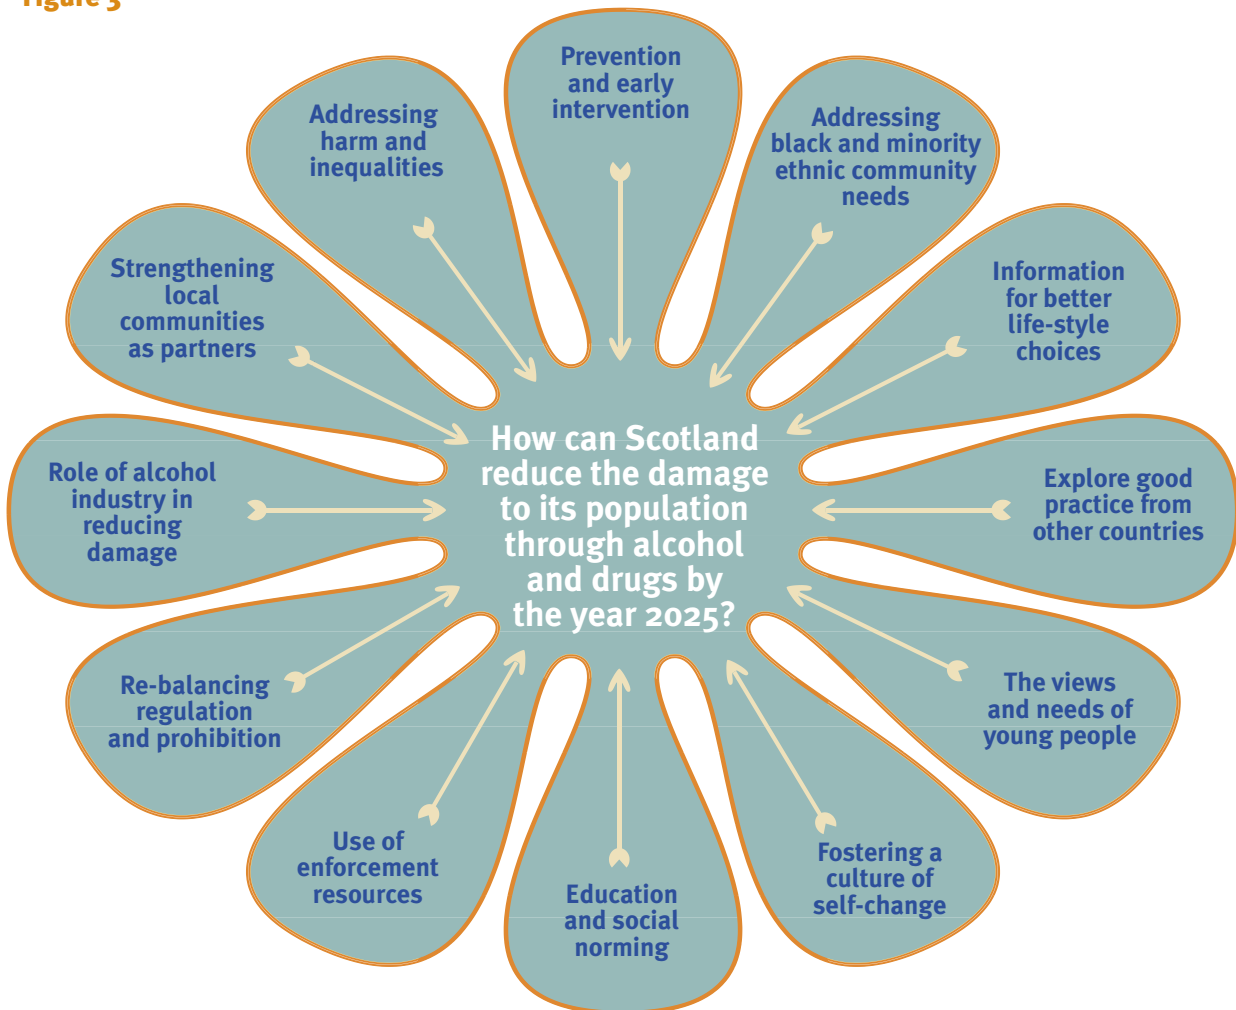 Figure 3
Prevention
and early
intervention
Addressing
black and minority
ethnic community
needs
Information
for better
life-style
choices
Explore good
practice from
other countries
The views
and needs of
young people
Fostering a
culture of
self-change
Education
and social
norming
Use of
enforcement
resources
Re-balancing
regulation
and prohibition
Role of alcohol
industry in
reducing
damage
Strengthening
local
communities
as partners
Addressing
harm and
inequalities
How can Scotland
reduce the damage
to its population
through alcohol
and drugs by
the year 2025?